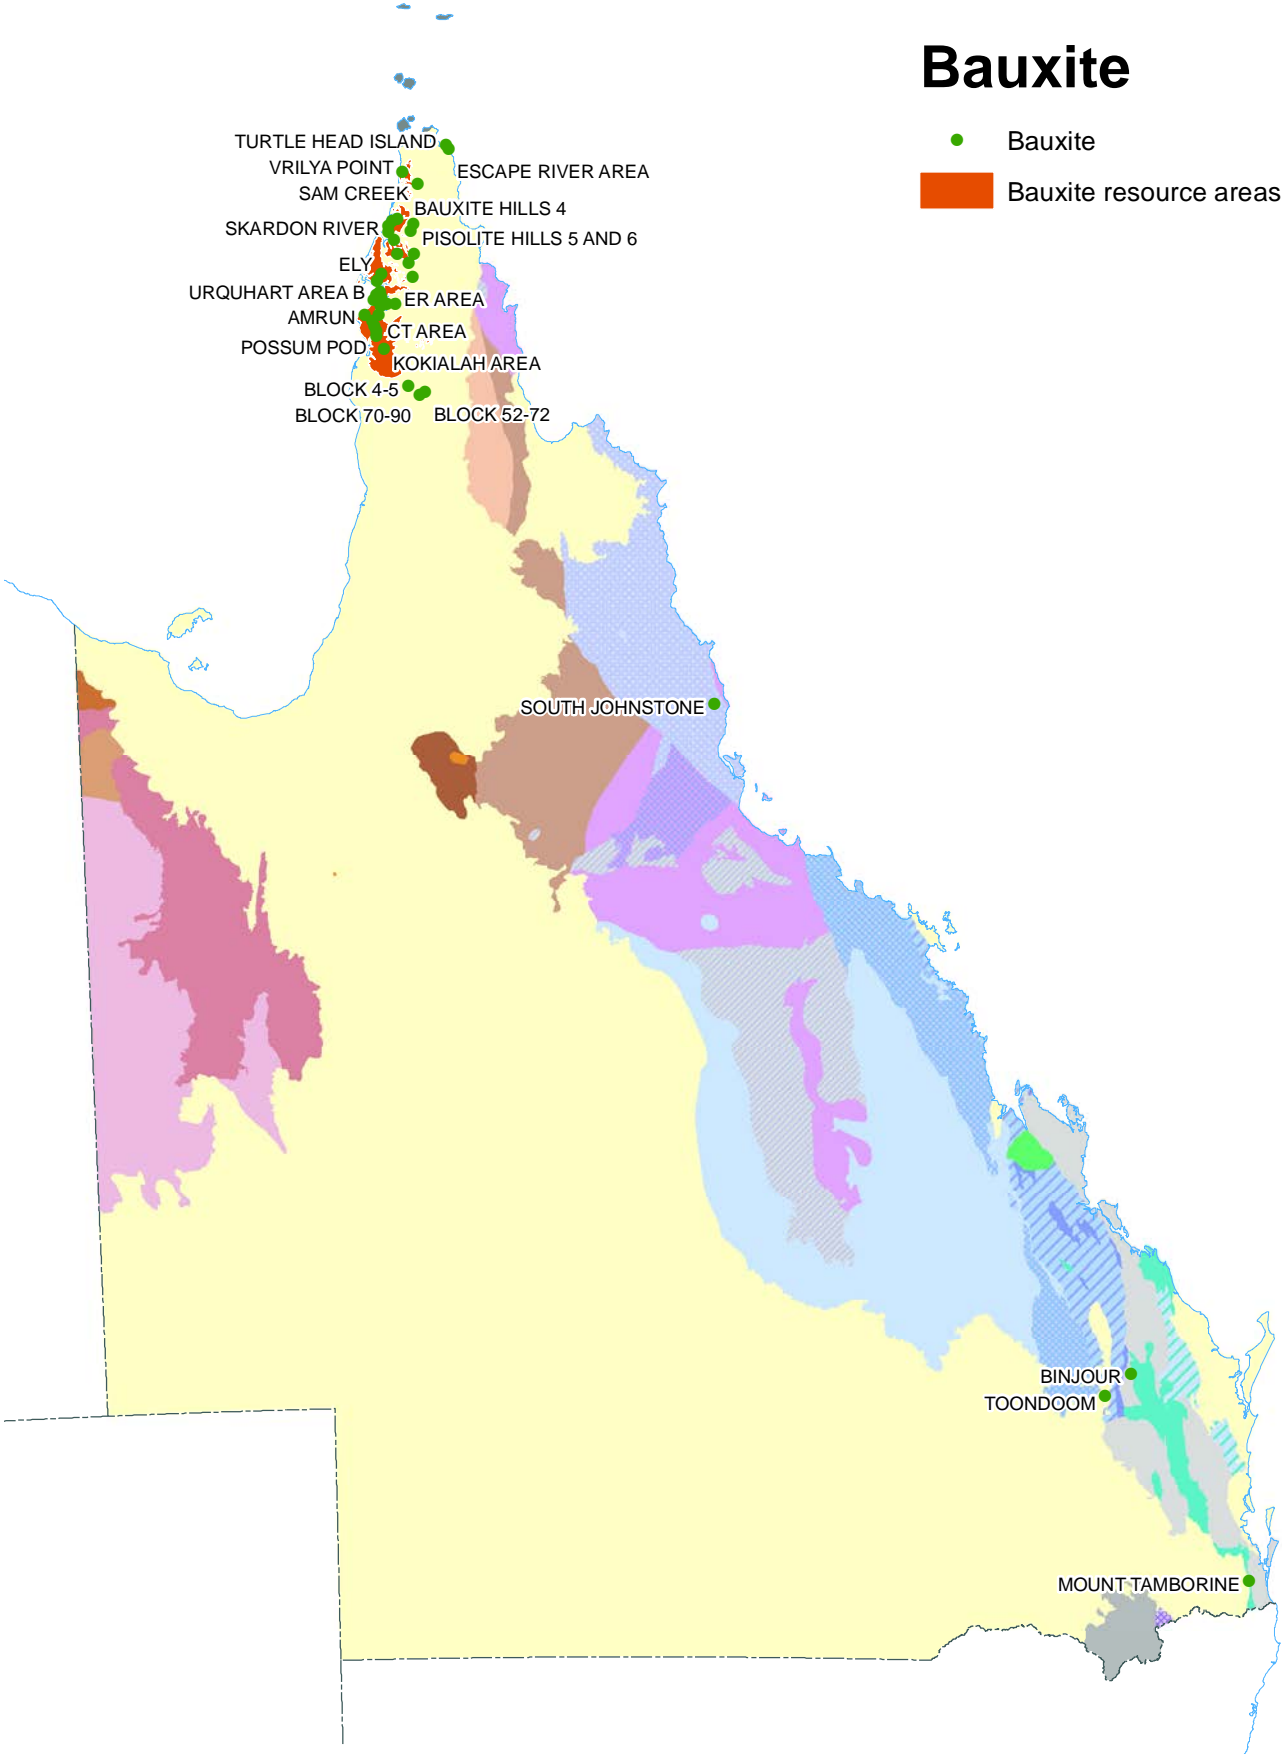 Bauxite
Bauxite
Bauxite resource areas
TURTLE HEAD ISLAND
VRILYA POINT
ESCAPE RIVER AREA
SAM CREEK
BAUXITE HILLS 4
SKARDON RIVER
PISOLITE HILLS 5 AND 6
ELY
URQUHART AREA B
ER AREA
AMRUN
CT AREA
POSSUM POD
KOKIALAH AREA
BLOCK 4-5
BLOCK 70-90
BLOCK 52-72
SOUTH JOHNSTONE
BINJOUR
TOONDOOM
MOUNT TAMBORINE